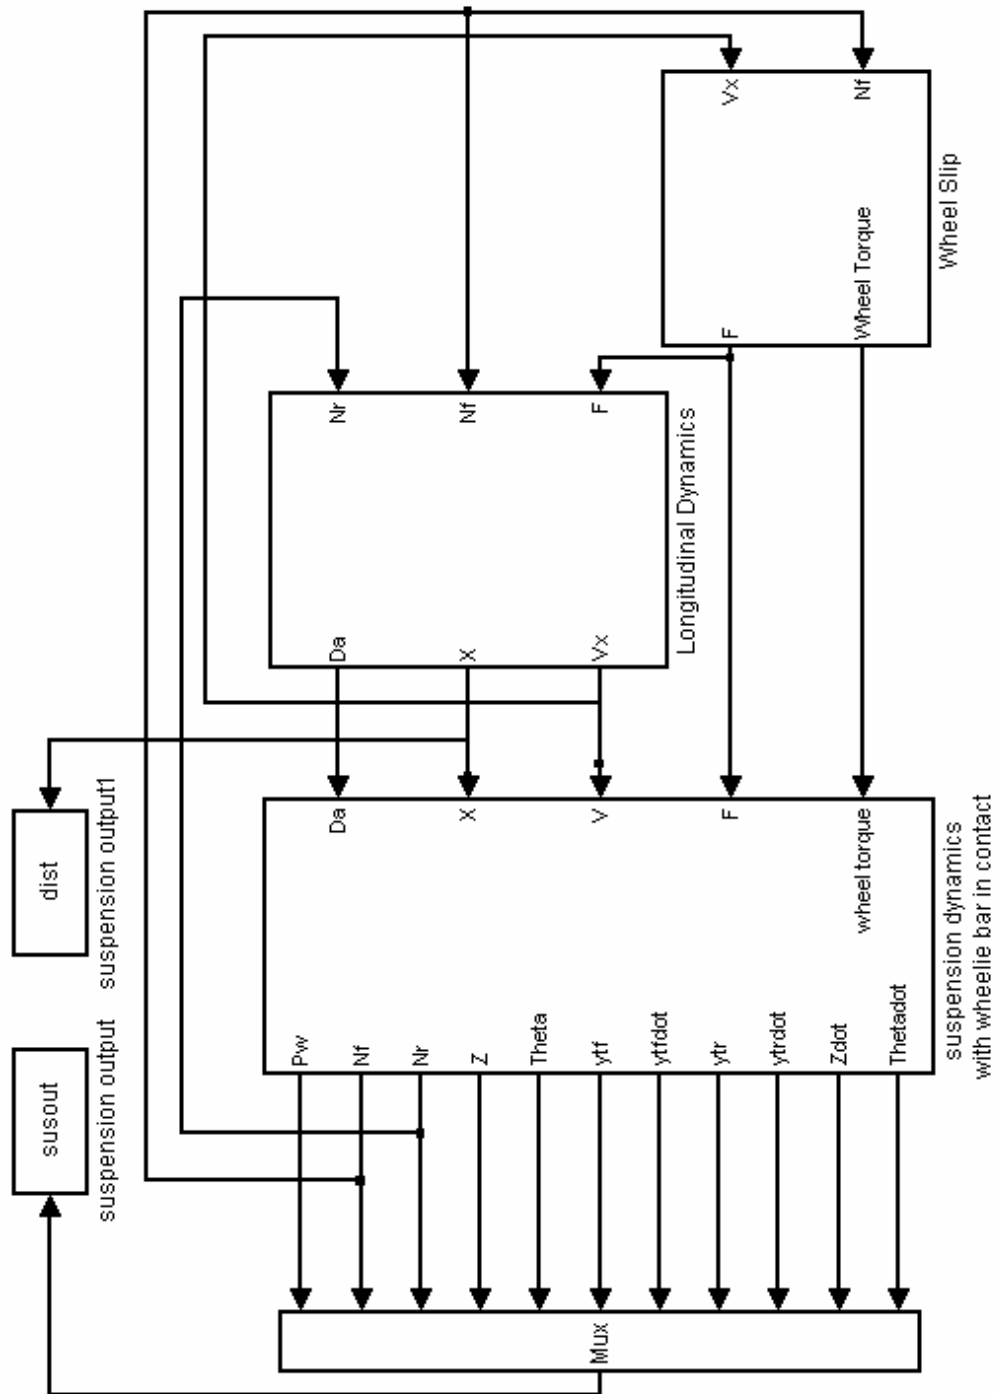 susout
suspension output
dist
suspension output1
Mux
Pw
Nf
Nr
Z
Theta
ytf
ytfdot
ytr
ytrdot
Zdot
Thetadot
Da
X
V
F
wheel torque
suspension dynamics
with wheelie bar in contact
Da
X
Vx
Nr
Nf
F
Longitudinal Dynamics
F
Wheel Torque
Vx
Nf
Wheel Slip